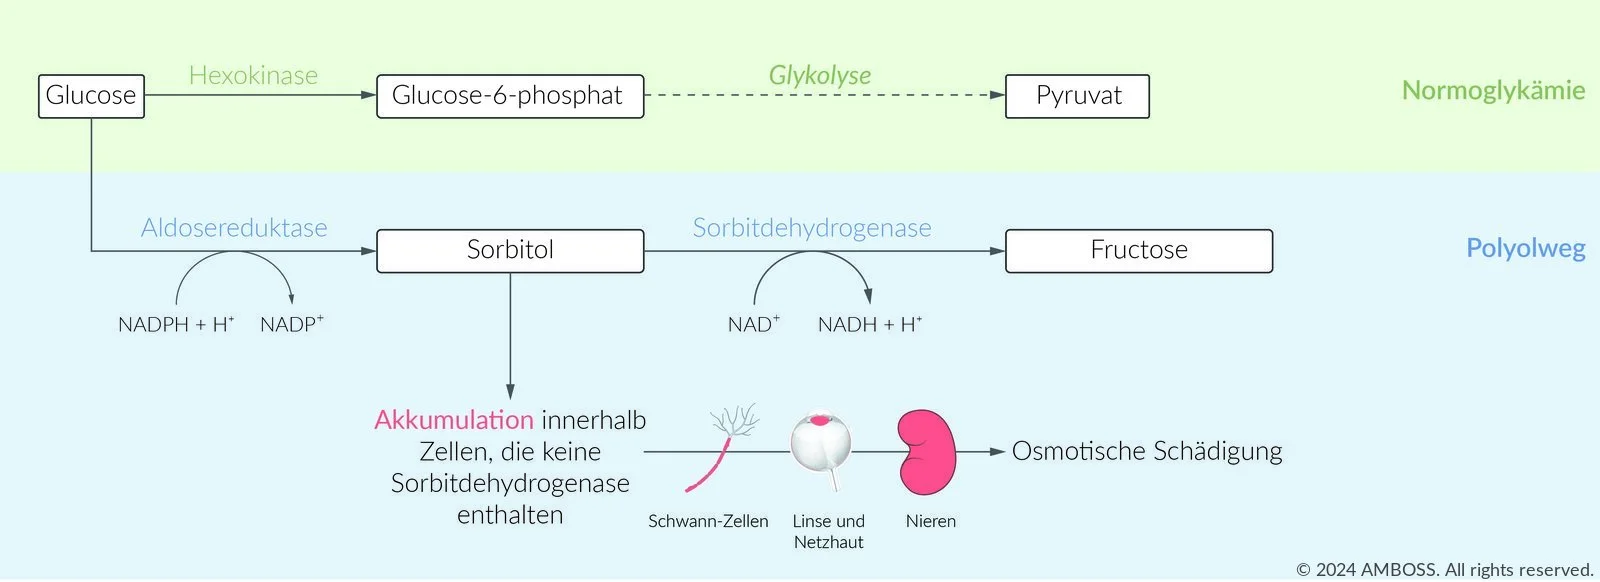 Hexokinase
Glykolyse
Glucose
Glucose-6-phosphat
Pyruvat
Normoglykämie
Aldosereduktase
Sorbitdehydrogenase
Sorbitol
Fructose
Polyolweg
NADPH + H⁺
NADP⁺
NAD⁺
NADH + H⁺
Akkumulation innerhalb
Zellen, die keine
Sorbitdehydrogenase
enthalten
Osmotische Schädigung
Schwann-Zellen
Linse und
Netzhaut
Nieren
© 2024 AMBOSS. All rights reserved.